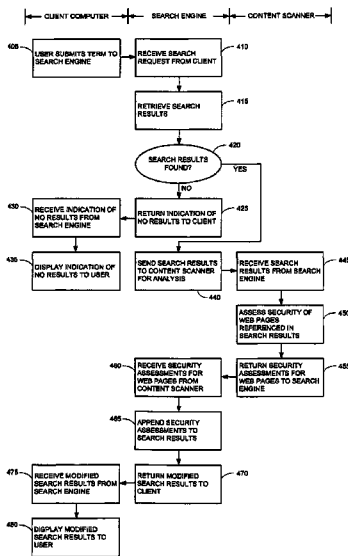 CLIENT COMPUTER
SEARCH ENGINE
CONTENT SCANNER
405
USER SUBMITS TERM TO
SEARCH ENGINE
410
RECEIVE SEARCH
REQUEST FROM CLIENT
415
RETRIEVE SEARCH
RESULTS
420
SEARCH RESULTS
FOUND?
YES
NO
425
RETURN INDICATION OF
NO RESULTS TO CLIENT
430
RECEIVE INDICATION OF
NO RESULTS FROM
SEARCH ENGINE
435
DISPLAY INDICATION OF
NO RESULTS TO USER
SEND SEARCH RESULTS
TO CONTENT SCANNER
FOR ANALYSIS
440
445
RECEIVE SEARCH
RESULTS FROM SEARCH
ENGINE
450
ASSESS SECURITY OF
WEB PAGES
REFERENCED IN
SEARCH RESULTS
455
RETURN SECURITY
ASSESSMENTS FOR
WEB PAGES TO SEARCH
ENGINE
460
RECEIVE SECURITY
ASSESSMENTS FOR
WEB PAGES FROM
CONTENT SCANNER
465
APPEND SECURITY
ASSESSMENTS TO
SEARCH RESULTS
470
RETURN MODIFIED
SEARCH RESULTS TO
CLIENT
475
RECEIVE MODIFIED
SEARCH RESULTS FROM
SEARCH ENGINE
480
DISPLAY MODIFIED
SEARCH RESULTS TO
USER